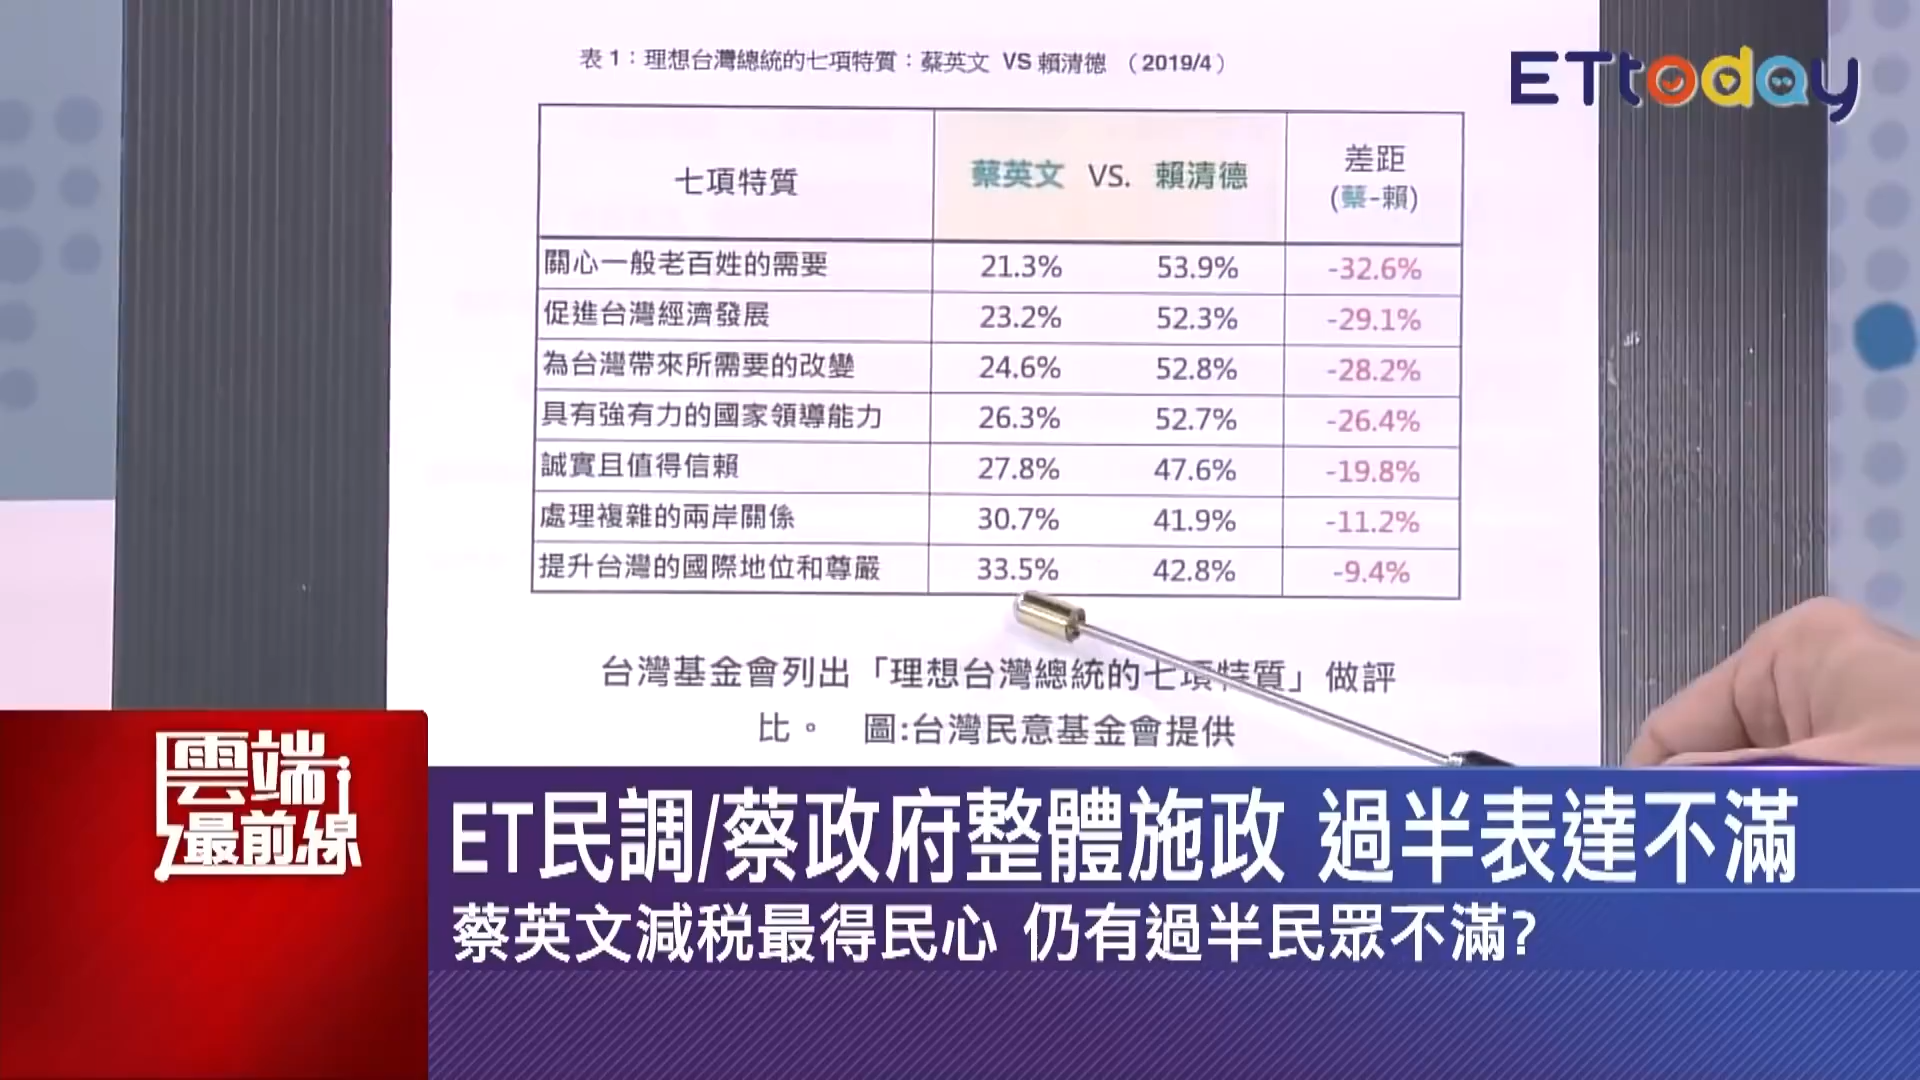 表1：理想台灣總統的七項特質：蔡英文 VS 賴清德 （2019/4）
ETtoday
七項特質 蔡英文 VS. 賴清德 差距
(蔡-賴)
關心一般老百姓的需要 21.3% 53.9% -32.6%
促進台灣經濟發展 23.2% 52.3% -29.1%
為台灣帶來所需要的改變 24.6% 52.8% -28.2%
具有強有力的國家領導能力 26.3% 52.7% -26.4%
誠實且值得信賴 27.8% 47.6% -19.8%
處理複雜的兩岸關係 30.7% 41.9% -11.2%
提升台灣的國際地位和尊嚴 33.5% 42.8% -9.4%
台灣基金會列出「理想台灣總統的七項特質」做評
比。 圖:台灣民意基金會提供
雲端
最前線
ET民調/蔡政府整體施政 過半表達不滿
蔡英文減税最得民心 仍有過半民眾不滿?